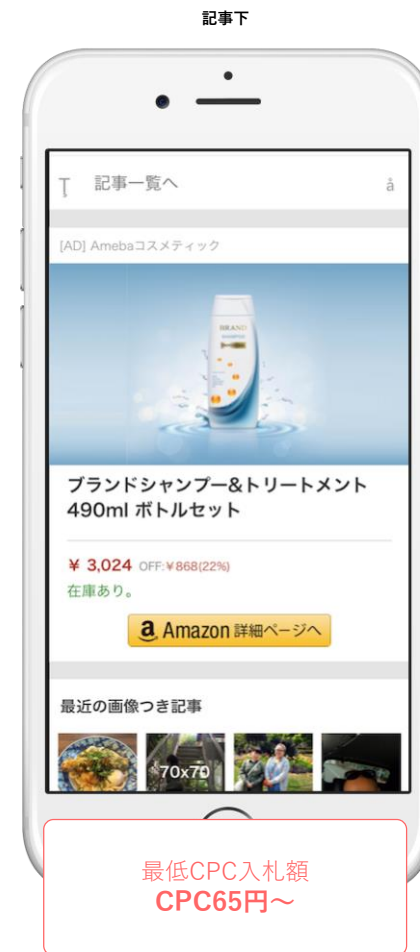 記事下
記事一覧へ
[AD] Amebaコスメティック
BRAND
SHAMPOO
ブランドシャンプー&トリートメント
490ml ボトルセット
¥ 3,024 OFF:¥868(22%)
在庫あり。
a Amazon 詳細ページへ
最近の画像つき記事
70x70
最低CPC入札額
CPC65円〜